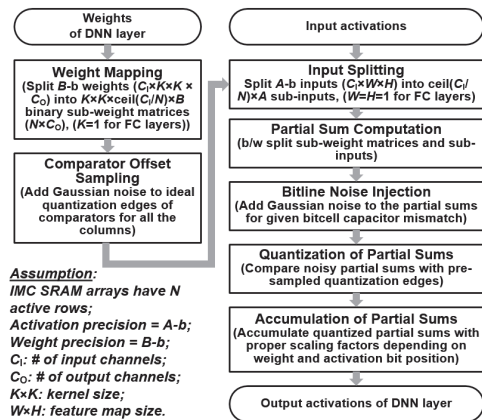 Weights
of DNN layer
Weight Mapping
(Split B-b weights (CI×K×K ×
CO) into K×K×ceil(CI/N)×B
binary sub-weight matrices
(N×CO), (K=1 for FC layers))
Comparator Offset
Sampling
(Add Gaussian noise to ideal
quantization edges of
comparators for all the
columns)
Assumption:
IMC SRAM arrays have N
active rows;
Activation precision = A-b;
Weight precision = B-b;
CI: # of input channels;
CO: # of output channels;
K×K: kernel size;
W×H: feature map size.
Input activations
Input Splitting
Split A-b inputs (CI×W×H) into ceil(CI/
N)×A sub-inputs, (W=H=1 for FC layers)
Partial Sum Computation
(b/w split sub-weight matrices and sub-
inputs)
Bitline Noise Injection
(Add Gaussian noise to the partial sums
for given bitcell capacitor mismatch)
Quantization of Partial Sums
(Compare noisy partial sums with pre-
sampled quantization edges)
Accumulation of Partial Sums
(Accumulate quantized partial sums with
proper scaling factors depending on
weight and activation bit position)
Output activations of DNN layer